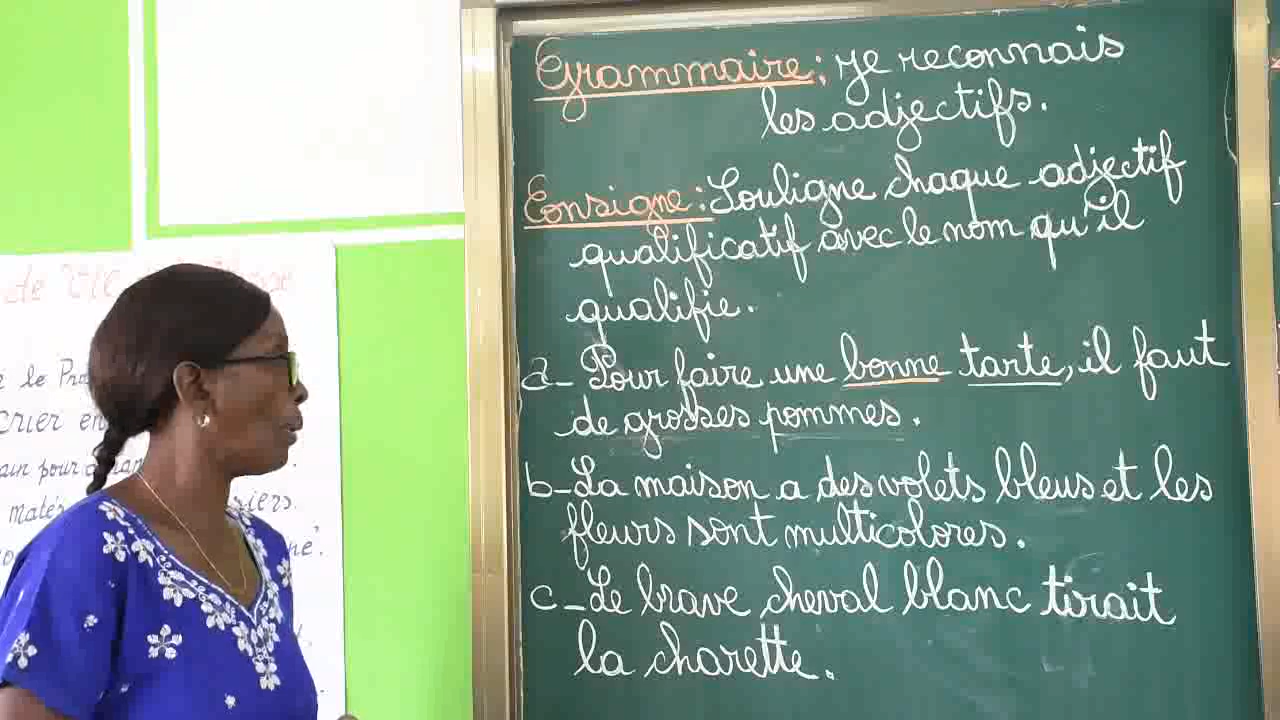 Grammaire: je reconnais
les adjectifs.
Consigne: Souligne chaque adjectif
qualificatif avec le nom qu'il
qualifie.
a- Pour faire une bonne tarte, il faut
de grosses pommes.
b- La maison a des volets bleus et les
fleurs sont multicolores.
c- Le brave cheval blanc tirait
la charette.
de
le
crier en
pour